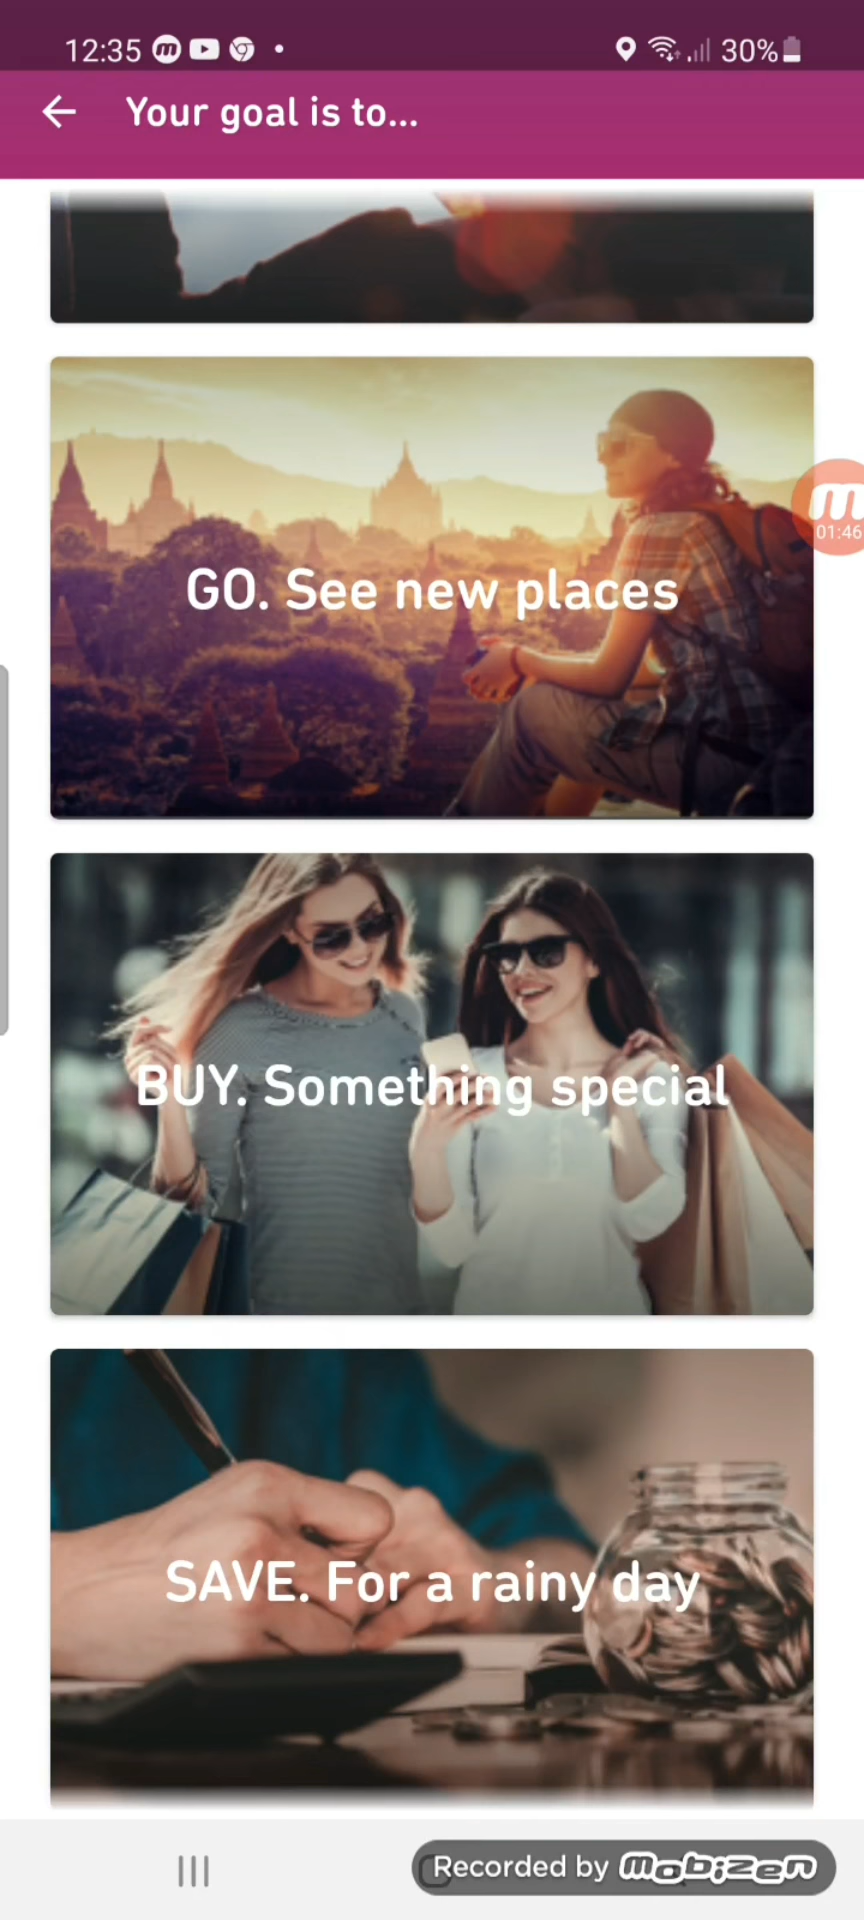 12:35
30%
Your goal is to...
GO. See new places
m
01:46
BUY. Something special
SAVE. For a rainy day
Recorded by mobizen